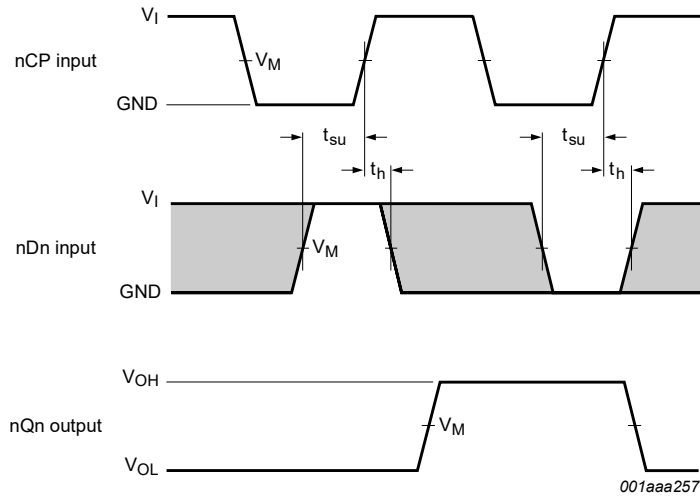 V_I
nCP input
V_M
GND
t_su
t_su
t_h
t_h
V_I
nDn input
V_M
GND
V_OH
nQn output
V_M
V_OL
001aaa257